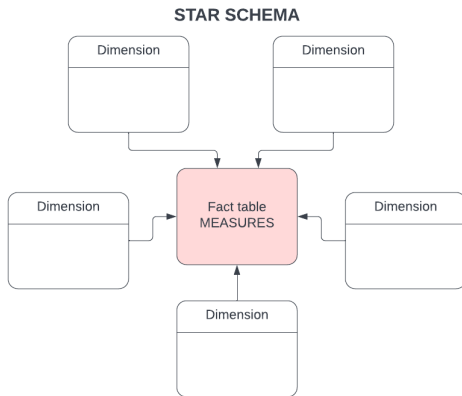 STAR SCHEMA
Dimension
Dimension
Dimension
Fact table
MEASURES
Dimension
Dimension